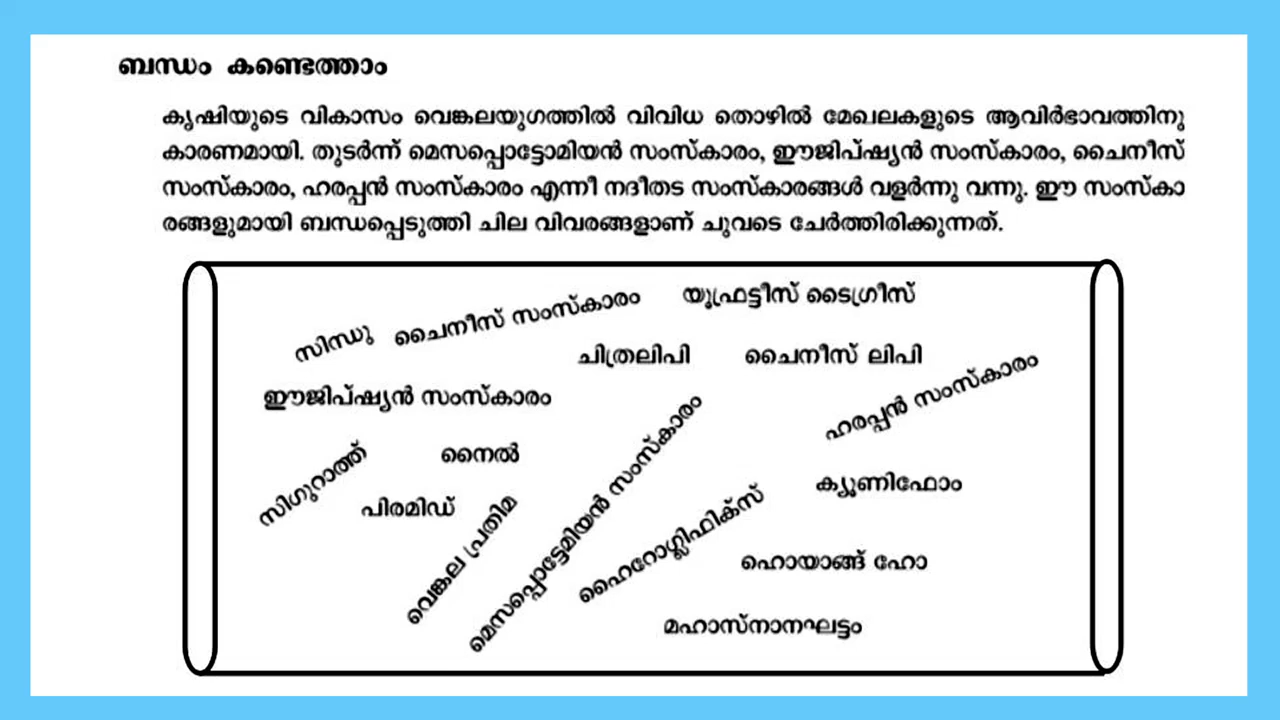 ബന്ധം കണ്ടെത്താം
കൃഷിയുടെ വികാസം വെങ്കലയുഗത്തിൽ വിവിധ തൊഴിൽ മേഖലകളുടെ ആവിർഭാവത്തിനു
കാരണമായി. തുടർന്ന് മെസപ്പൊട്ടോമിയൻ സംസ്കാരം, ഈജിപ്ഷ്യൻ സംസ്കാരം, ചൈനീസ്
സംസ്കാരം, ഹരപ്പൻ സംസ്കാരം എന്നീ നദീതട സംസ്കാരങ്ങൾ വളർന്നു വന്നു. ഈ സംസ്കാ
രങ്ങളുമായി ബന്ധപ്പെടുത്തി ചില വിവരങ്ങളാണ് ചുവടെ ചേർത്തിരിക്കുന്നത്.
സിന്ധു
ചൈനീസ് സംസ്കാരം
യൂഫ്രട്ടീസ് ടൈഗ്രീസ്
ചിത്രലിപി
ചൈനീസ് ലിപി
ഈജിപ്ഷ്യൻ സംസ്കാരം
ഹരപ്പൻ സംസ്കാരം
സിഗുറാത്ത്
നൈൽ
മെസപ്പൊട്ടേമിയൻ സംസ്കാരം
ക്യൂണിഫോം
പിരമിഡ്
വെങ്കല പ്രതിമ
ഹൈറോഗ്ലിഫിക്സ്
ഹൊയാങ്ങ് ഹോ
മഹാസ്നാനഘട്ടം